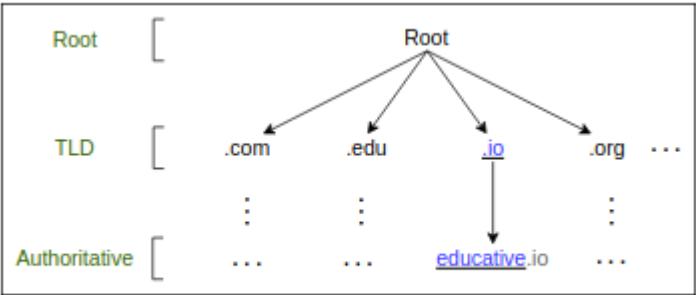 Root Root
TLD .com .edu .io .org ...
Authoritative ... ... educative.io ...